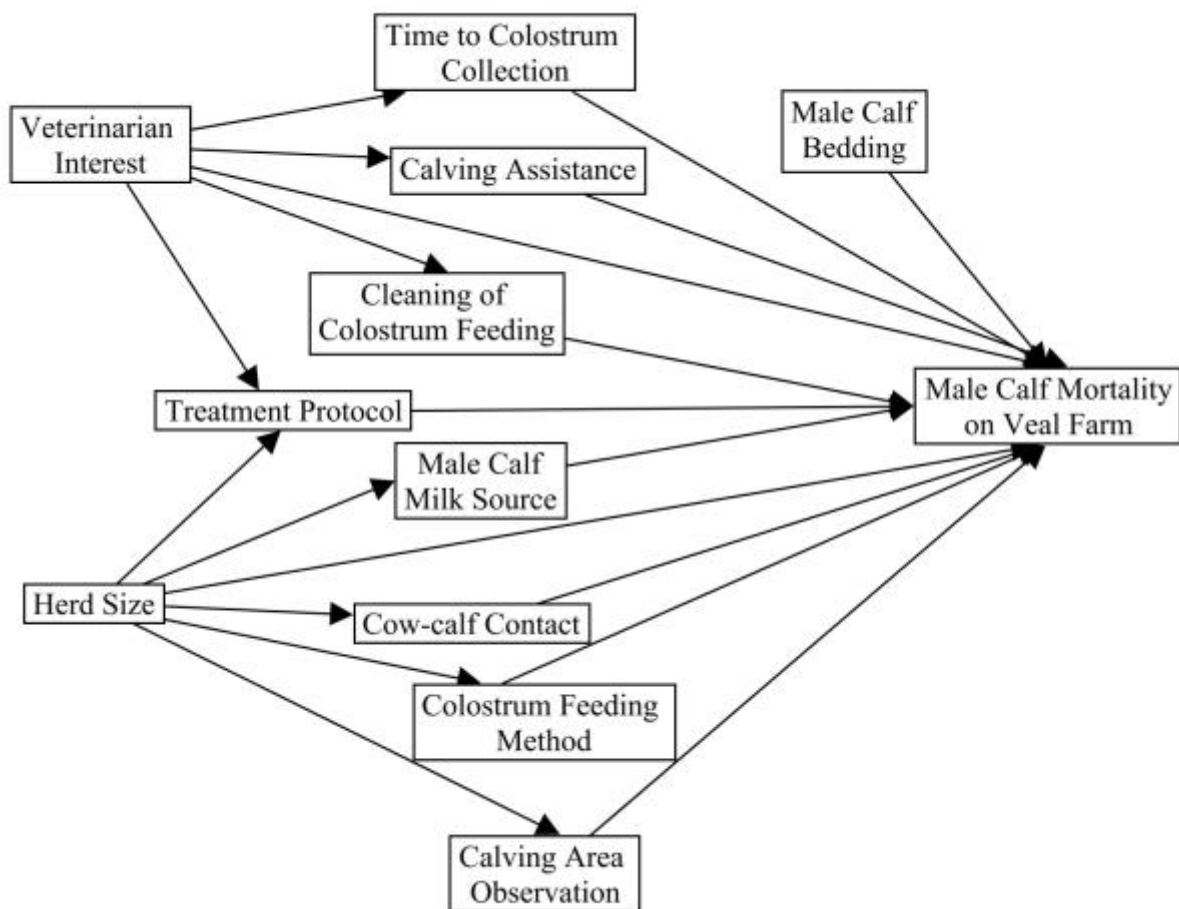 Time to Colostrum
Collection
Veterinarian
Interest
Male Calf
Bedding
Calving Assistance
Cleaning of
Colostrum Feeding
Treatment Protocol
Male Calf Mortality
on Veal Farm
Male Calf
Milk Source
Herd Size
Cow-calf Contact
Colostrum Feeding
Method
Calving Area
Observation